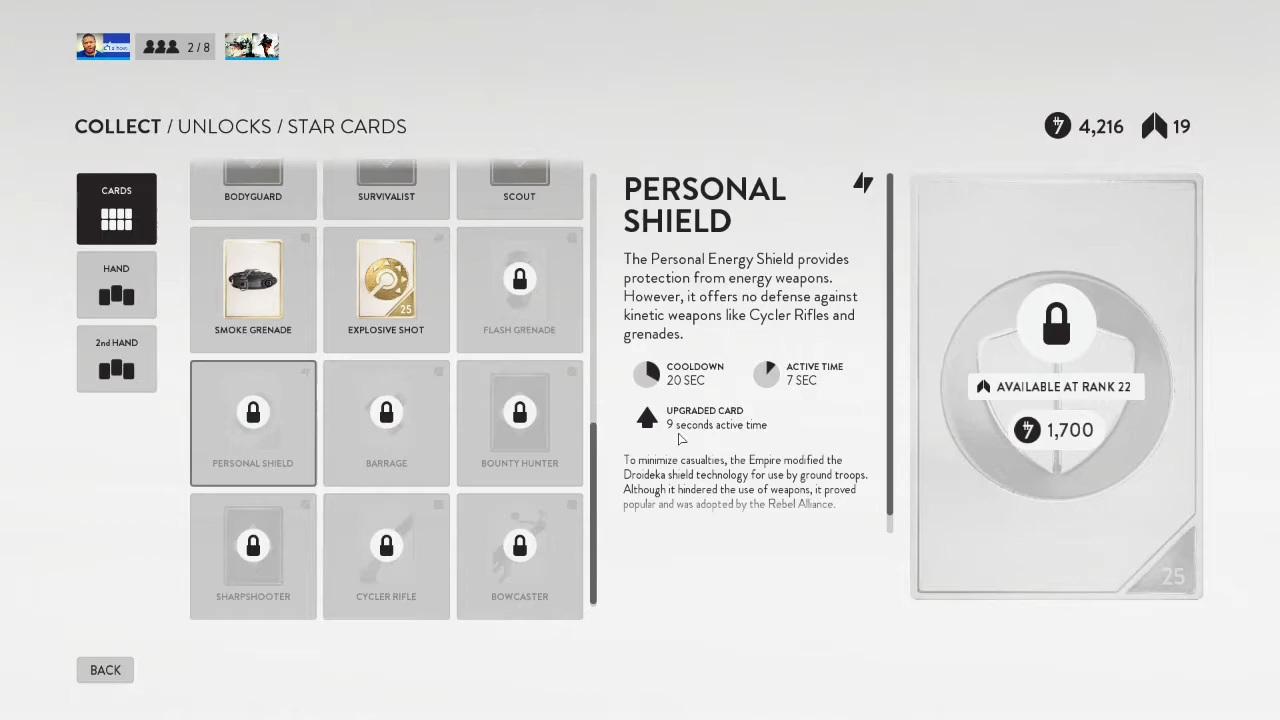 2 / 8
COLLECT / UNLOCKS / STAR CARDS
4,216
19
CARDS
HAND
2nd HAND
BODYGUARD
SURVIVALIST
SCOUT
25
SMOKE GRENADE
EXPLOSIVE SHOT
FLASH GRENADE
PERSONAL SHIELD
BARRAGE
BOUNTY HUNTER
SHARPSHOOTER
CYCLER RIFLE
BOWCASTER
PERSONAL
SHIELD
The Personal Energy Shield provides
protection from energy weapons.
However, it offers no defense against
kinetic weapons like Cycler Rifles and
grenades.
COOLDOWN
20 SEC
ACTIVE TIME
7 SEC
UPGRADED CARD
9 seconds active time
To minimize casualties, the Empire modified the
Droideka shield technology for use by ground troops.
Although it hindered the use of weapons, it proved
popular and was adopted by the Rebel Alliance.
AVAILABLE AT RANK 22
1,700
25
BACK